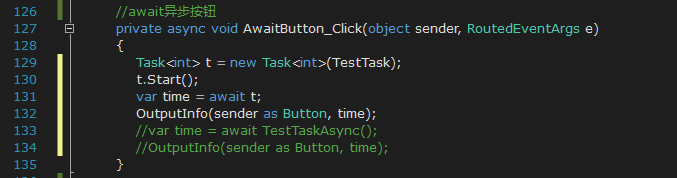 126 //await异步按钮
127 private async void AwaitButton_Click(object sender, RoutedEventArgs e)
128 {
129 Task<int> t = new Task<int>(TestTask);
130 t.Start();
131 var time = await t;
132 OutputInfo(sender as Button, time);
133 //var time = await TestTaskAsync();
134 //OutputInfo(sender as Button, time);
135 }